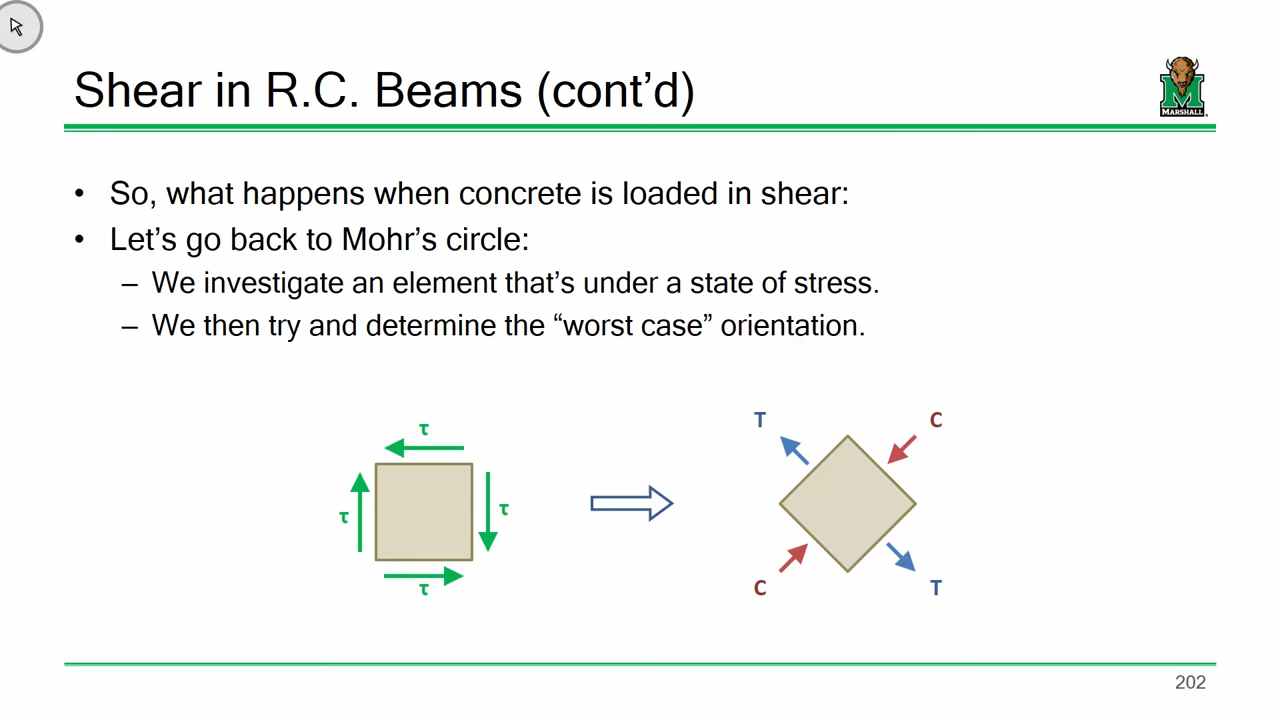 Shear in R.C. Beams (cont’d)
MARSHALL
• So, what happens when concrete is loaded in shear:
• Let’s go back to Mohr’s circle:
– We investigate an element that’s under a state of stress.
– We then try and determine the “worst case” orientation.
τ
τ
τ
τ
T
C
C
T
202